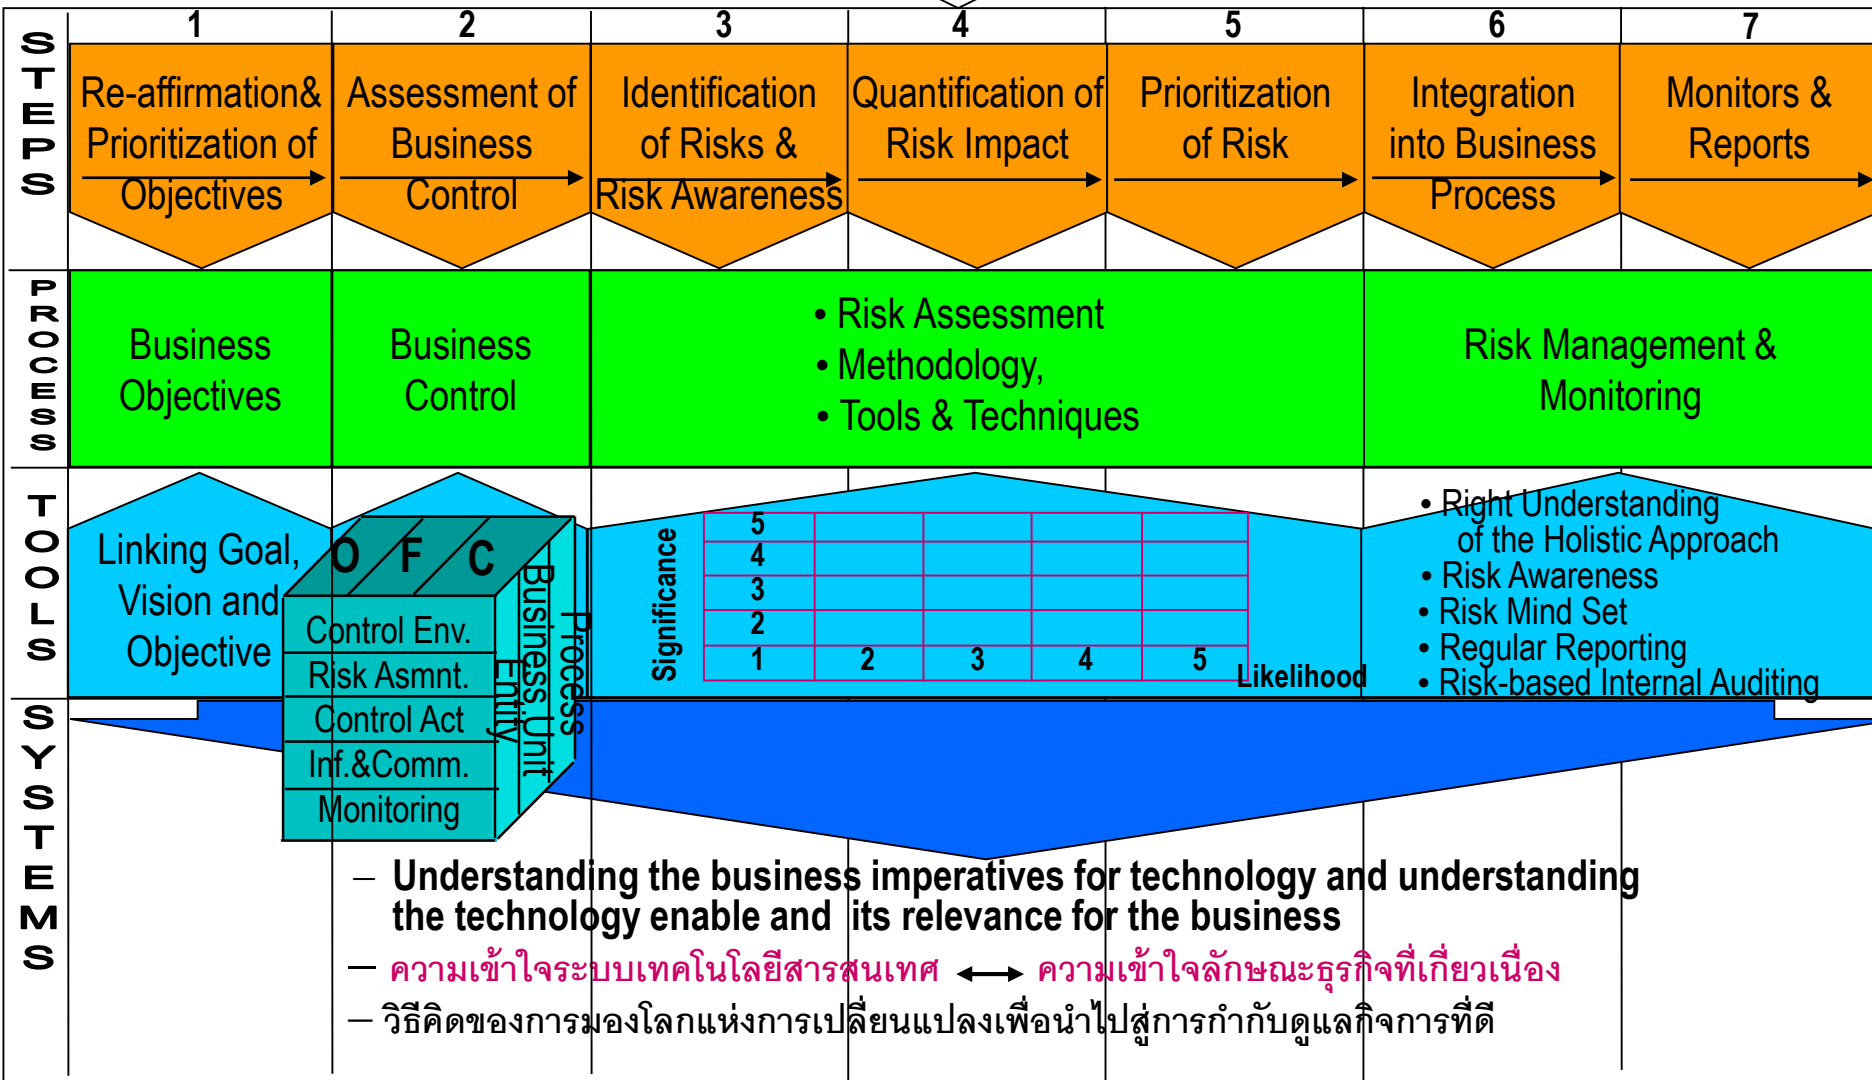 1 2 3 4 5 6 7
STEPS
Re-affirmation&
Prioritization of
Objectives
Assessment of
Business
Control
Identification
of Risks &
Risk Awareness
Quantification of
Risk Impact
Prioritization
of Risk
Integration
into Business
Process
Monitors &
Reports
PROCESS
Business
Objectives
Business
Control
• Risk Assessment
• Methodology,
• Tools & Techniques
Risk Management &
Monitoring
TOOLS
Linking Goal,
Vision and
Objective
O F C
Control Env.
Risk Asmnt.
Control Act
Inf.&Comm.
Monitoring
Entity
Business Unit
Process
Significance
5
4
3
2
1 2 3 4 5
Likelihood
• Right Understanding
of the Holistic Approach
• Risk Awareness
• Risk Mind Set
• Regular Reporting
• Risk-based Internal Auditing
SYSTEMS
– Understanding the business imperatives for technology and understanding
the technology enable and its relevance for the business
– ความเข้าใจระบบเทคโนโลยีสารสนเทศ ↔ ความเข้าใจลักษณะธุรกิจที่เกี่ยวเนื่อง
– วิธีคิดของการมองโลกแห่งการเปลี่ยนแปลงเพื่อนำไปสู่การกำกับดูแลกิจการที่ดี